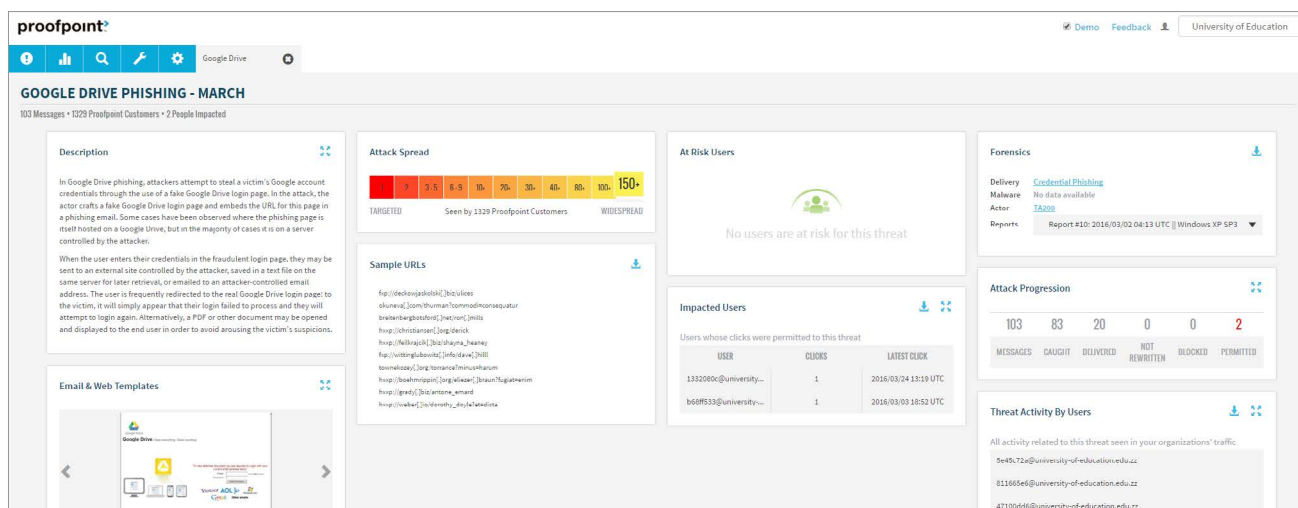 proofpoint
Demo Feedback University of Education
Google Drive
GOOGLE DRIVE PHISHING - MARCH
103 Messages • 1329 Proofpoint Customers • 2 People Impacted
Description
In Google Drive phishing, attackers attempt to steal a victim's Google account
credentials through the use of a fake Google Drive login page. In the attack, the
actor crafts a fake Google Drive login page and embeds the URL for this page in
a phishing email. Some cases have been observed where the phishing page is
itself hosted on a Google Drive, but in the majority of cases it is on a server
controlled by the attacker.
When the user enters their credentials in the fraudulent login page, they may be
sent to an external site controlled by the attacker, saved in a text file on the
same server for later retrieval, or emailed to an attacker-controlled email
address. The user is frequently redirected to the real Google Drive login page: to
the victim, it will simply appear that their login failed to process and they will
attempt to login again. Alternatively, a PDF or other document may be opened
and displayed to the end user in order to avoid arousing the victim's suspicions.
Email & Web Templates
Google Drive
YAHOO! AOL
Gmail
Attack Spread
1 2 3-5 6-9 10+ 20+ 30+ 40+ 80+ 100+ 150+
TARGETED Seen by 1329 Proofpoint Customers WIDESPREAD
Sample URLs
fxp://deckowjaskolski[.]biz/ulices
okuneva[.]com/thurman?commodi=consequatur
breitenbergbotsford[.]net/ron[.]mills
hxxp://christiansen[.]org/derick
hxxp://feilkrajcik[.]biz/shayna_heaney
fxp://wittinglubowitz[.]info/dave[.]hilll
townekozey[.]org/torrance?minus=harum
hxxp://boehmrippin[.]org/eliezer[.]braun?fugiat=enim
hxxp://grady[.]biz/antone_emard
hxxp://weber[.]io/dorothy_doyle?et=dicta
At Risk Users
No users are at risk for this threat
Impacted Users
Users whose clicks were permitted to this threat
USER CLICKS LATEST CLICK
1332080c@university... 1 2016/03/24 13:19 UTC
b68ff533@university-... 1 2016/03/03 18:52 UTC
Forensics
Delivery Credential Phishing
Malware No data available
Actor TA200
Reports Report #10: 2016/03/02 04:13 UTC || Windows XP SP3
Attack Progression
103 83 20 0 0 2
MESSAGES CAUGHT DELIVERED NOT REWRITTEN BLOCKED PERMITTED
Threat Activity By Users
All activity related to this threat seen in your organizations' traffic
5e45c72a@university-of-education.edu.zz
811665e6@university-of-education.edu.zz
47100dd6@university-of-education.edu.zz